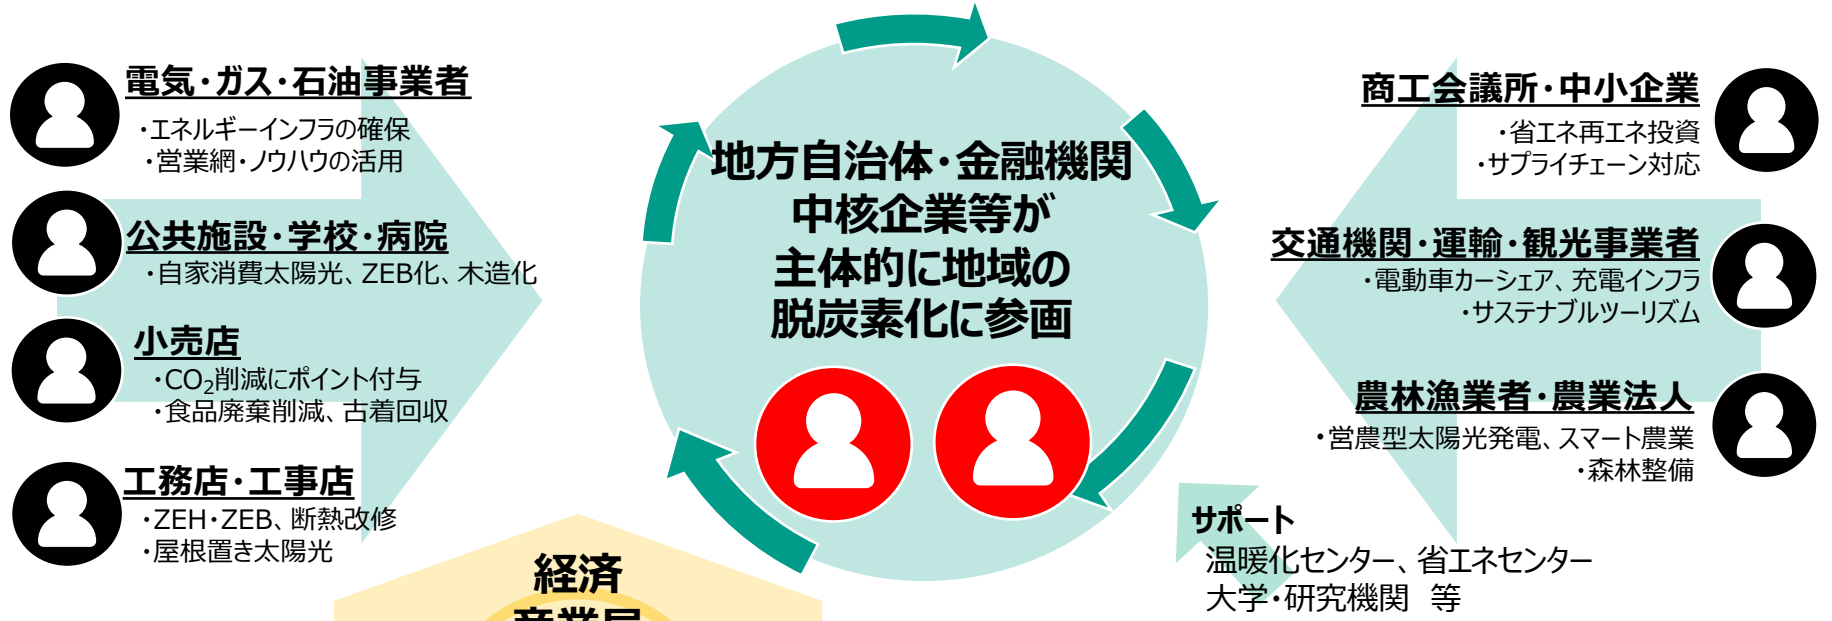 電気・ガス・石油事業者
・エネルギーインフラの確保
・営業網・ノウハウの活用
公共施設・学校・病院
・自家消費太陽光、ZEB化、木造化
小売店
・CO₂削減にポイント付与
・食品廃棄削減、古着回収
工務店・工事店
・ZEH・ZEB、断熱改修
・屋根置き太陽光
地方自治体・金融機関
中核企業等が
主体的に地域の
脱炭素化に参画
商工会議所・中小企業
・省エネ再エネ投資
・サプライチェーン対応
交通機関・運輸・観光事業者
・電動車カーシェア、充電インフラ
・サステナブルツーリズム
農林漁業者・農業法人
・営農型太陽光発電、スマート農業
・森林整備
サポート
温暖化センター、省エネセンター
大学・研究機関　等
経済
産業局